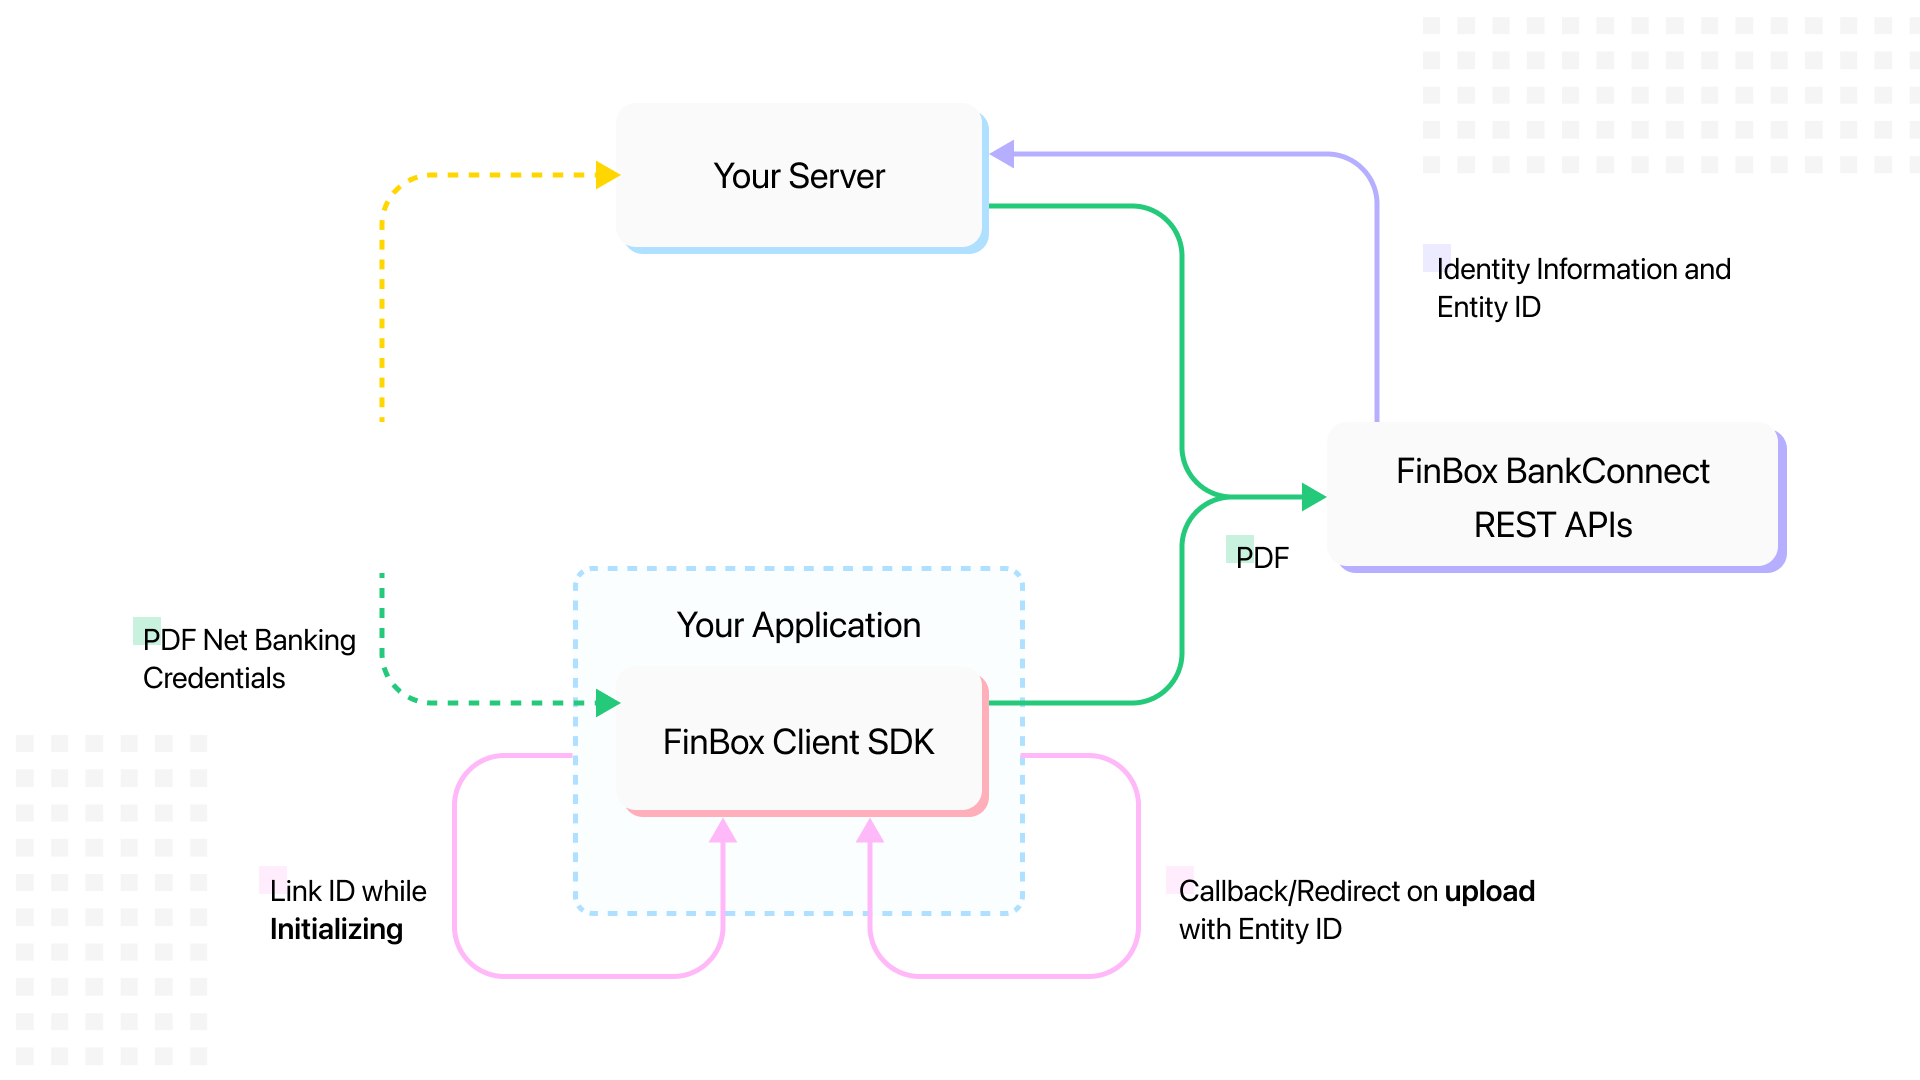 Your Server
Identity Information and
Entity ID
FinBox BankConnect
REST APIs
PDF
Your Application
PDF Net Banking
Credentials
FinBox Client SDK
Link ID while
Initializing
Callback/Redirect on upload
with Entity ID